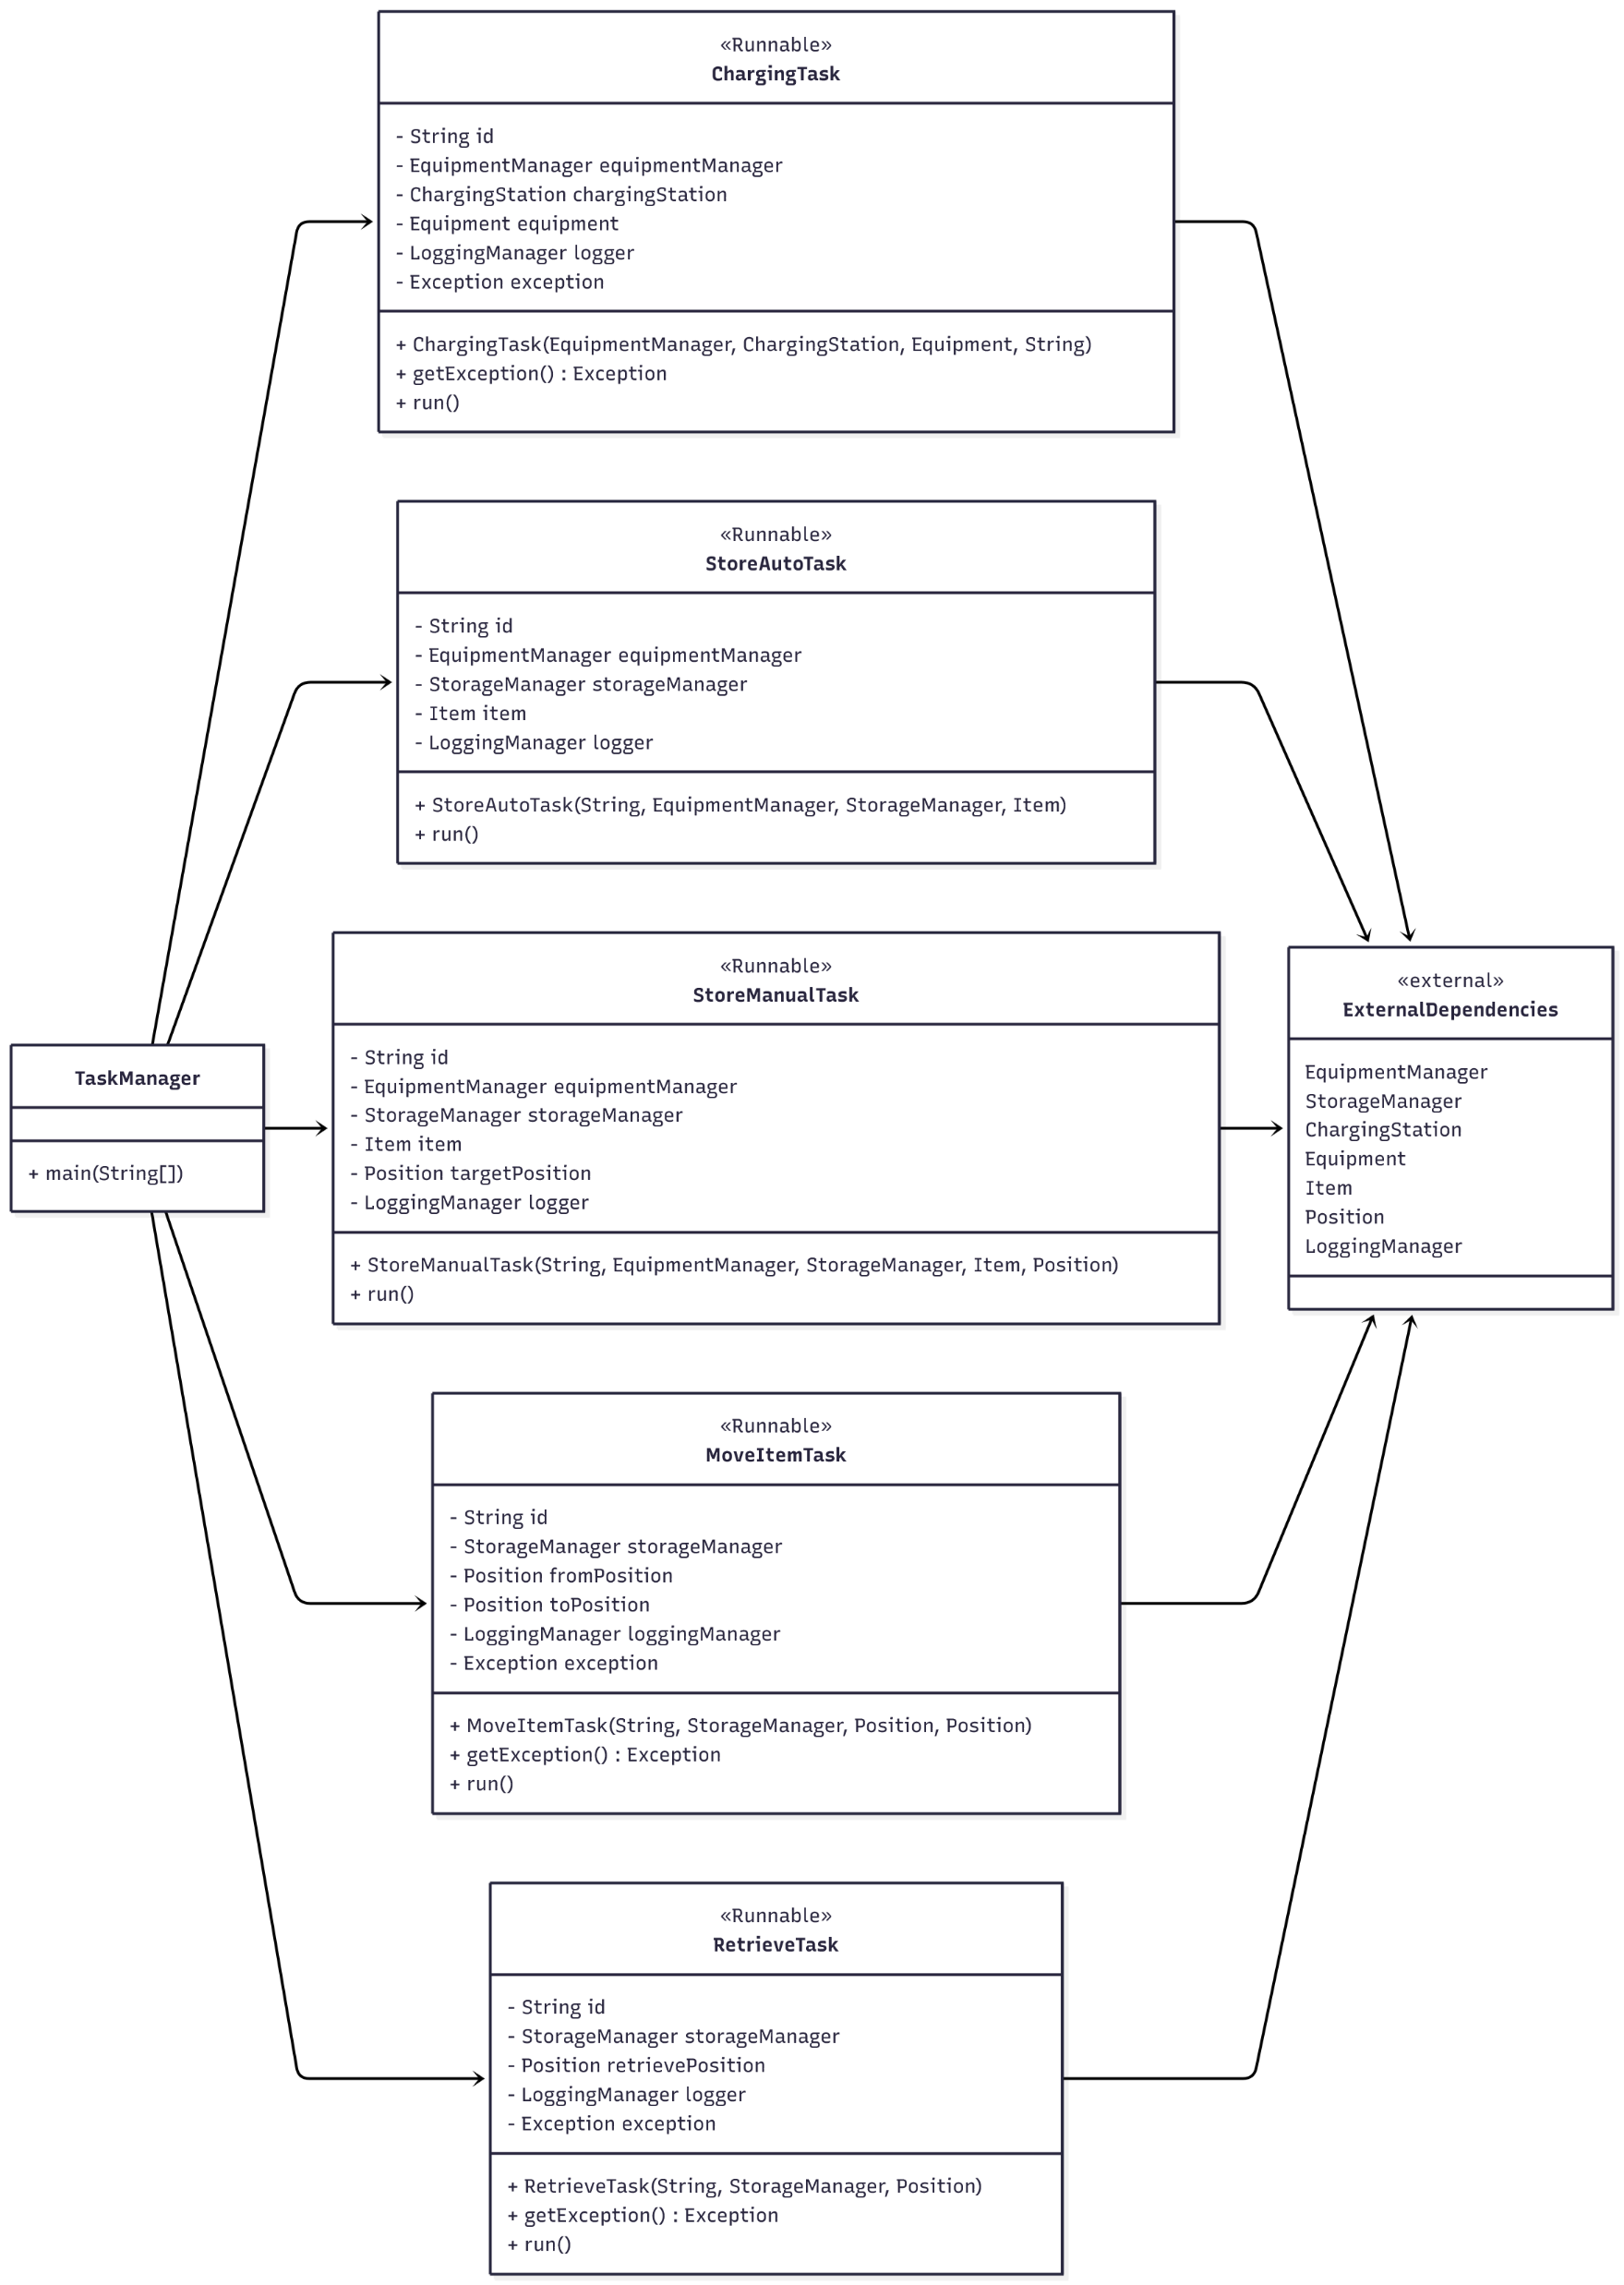 «Runnable»
ChargingTask
- String id
- EquipmentManager equipmentManager
- ChargingStation chargingStation
- Equipment equipment
- LoggingManager logger
- Exception exception
+ ChargingTask(EquipmentManager, ChargingStation, Equipment, String)
+ getException() : Exception
+ run()
«Runnable»
StoreAutoTask
- String id
- EquipmentManager equipmentManager
- StorageManager storageManager
- Item item
- LoggingManager logger
+ StoreAutoTask(String, EquipmentManager, StorageManager, Item)
+ run()
TaskManager
+ main(String[])
«Runnable»
StoreManualTask
- String id
- EquipmentManager equipmentManager
- StorageManager storageManager
- Item item
- Position targetPosition
- LoggingManager logger
+ StoreManualTask(String, EquipmentManager, StorageManager, Item, Position)
+ run()
«external»
ExternalDependencies
EquipmentManager
StorageManager
ChargingStation
Equipment
Item
Position
LoggingManager
«Runnable»
MoveItemTask
- String id
- StorageManager storageManager
- Position fromPosition
- Position toPosition
- LoggingManager loggingManager
- Exception exception
+ MoveItemTask(String, StorageManager, Position, Position)
+ getException() : Exception
+ run()
«Runnable»
RetrieveTask
- String id
- StorageManager storageManager
- Position retrievePosition
- LoggingManager logger
- Exception exception
+ RetrieveTask(String, StorageManager, Position)
+ getException() : Exception
+ run()